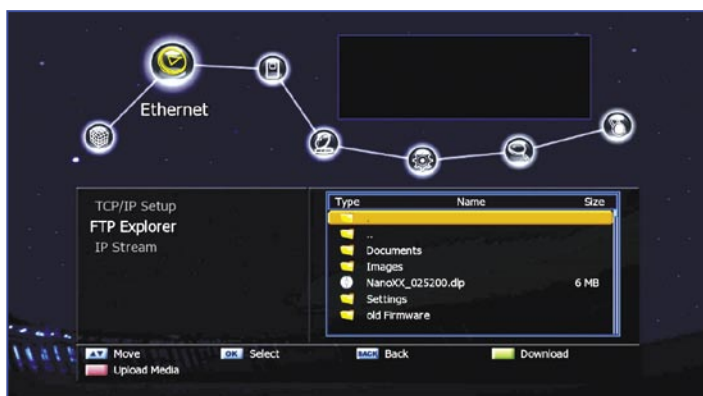 Ethernet
TCP/IP Setup
FTP Explorer
IP Stream
Type Name Size
.
..
Documents
Images
NanoXX_025200.dlp 6 MB
Settings
old Firmware
▲▼ Move OK Select BACK Back Download
Upload Media